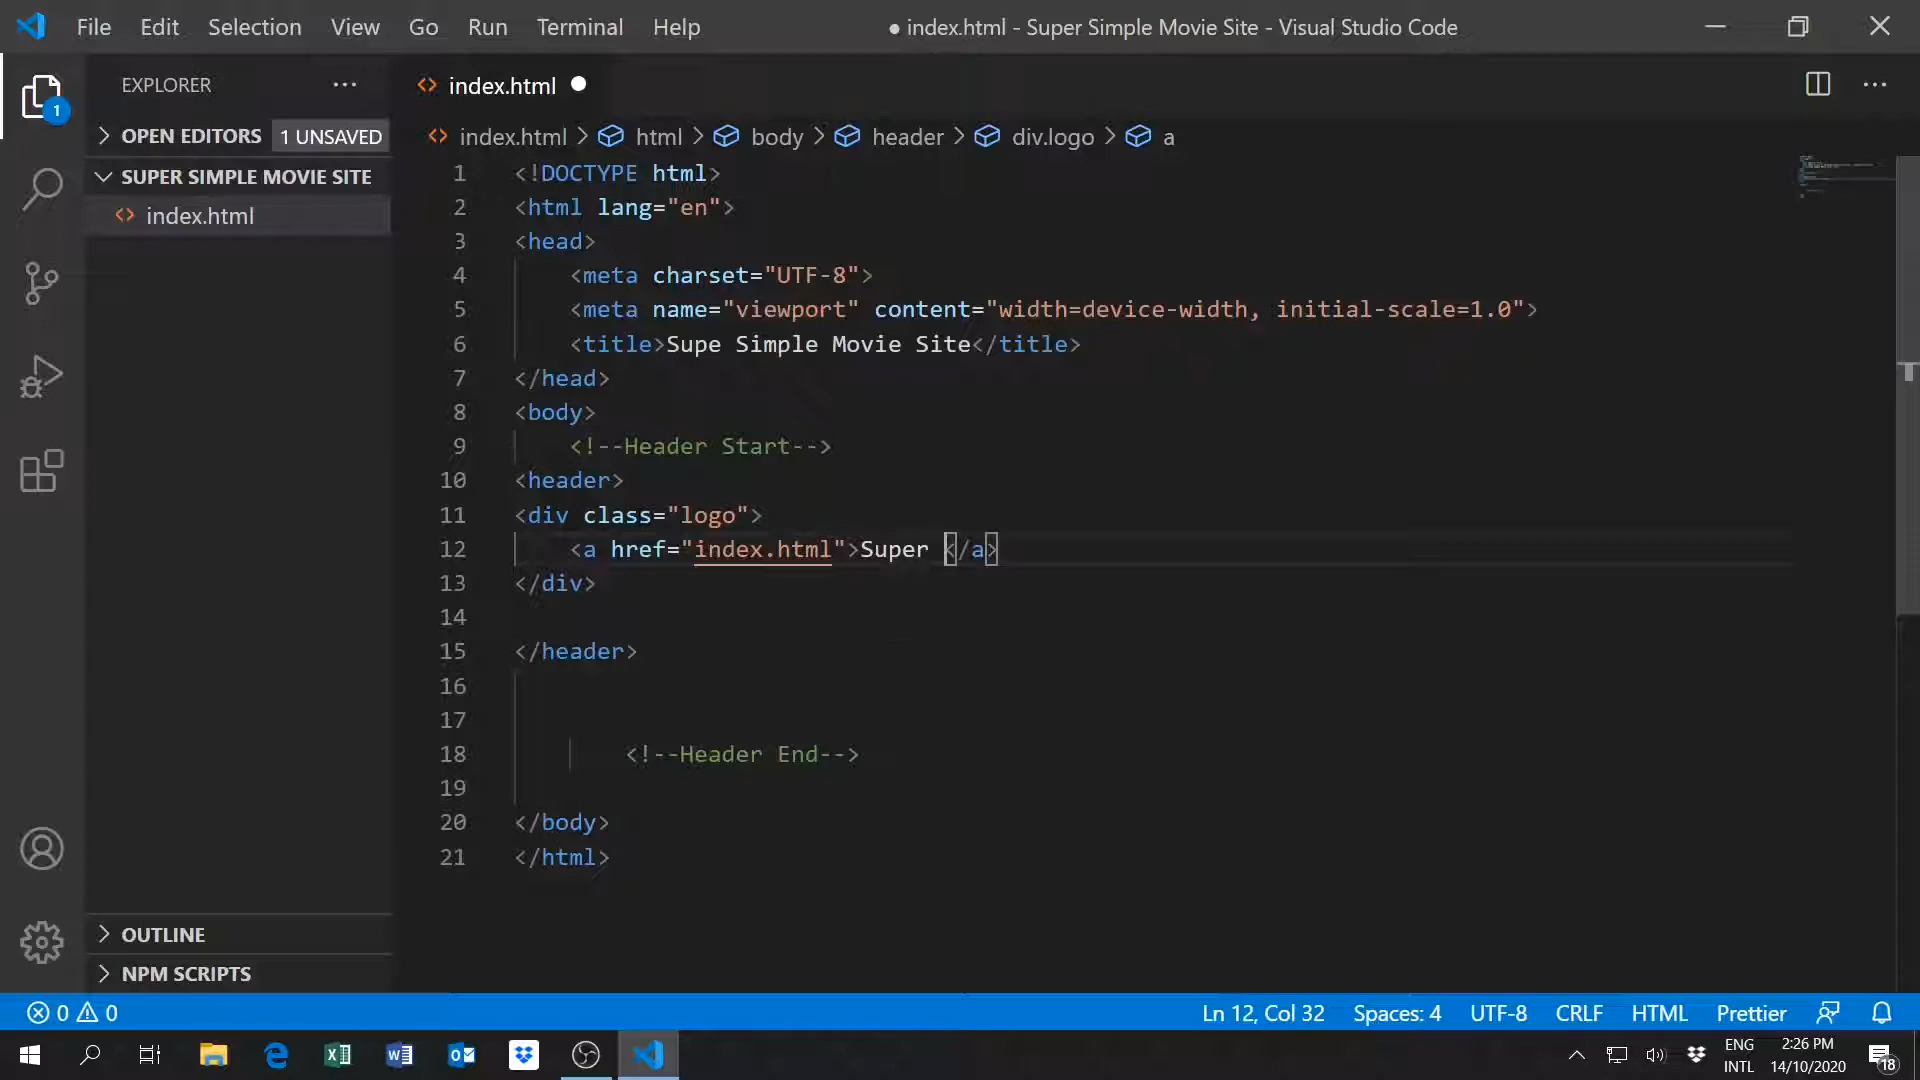 File Edit Selection View Go Run Terminal Help ● index.html - Super Simple Movie Site - Visual Studio Code
EXPLORER
index.html
1
OPEN EDITORS 1 UNSAVED
index.html > html > body > header > div.logo > a
SUPER SIMPLE MOVIE SITE
index.html
1 <!DOCTYPE html>
2 <html lang="en">
3 <head>
4 <meta charset="UTF-8">
5 <meta name="viewport" content="width=device-width, initial-scale=1.0">
6 <title>Supe Simple Movie Site</title>
7 </head>
8 <body>
9 <!--Header Start-->
10 <header>
11 <div class="logo">
12 <a href="index.html">Super </a>
13 </div>
14
15 </header>
16
17
18 <!--Header End-->
19
20 </body>
21 </html>
OUTLINE
NPM SCRIPTS
0 0 Ln 12, Col 32 Spaces: 4 UTF-8 CRLF HTML Prettier
ENG 2:26 PM
INTL 14/10/2020
18